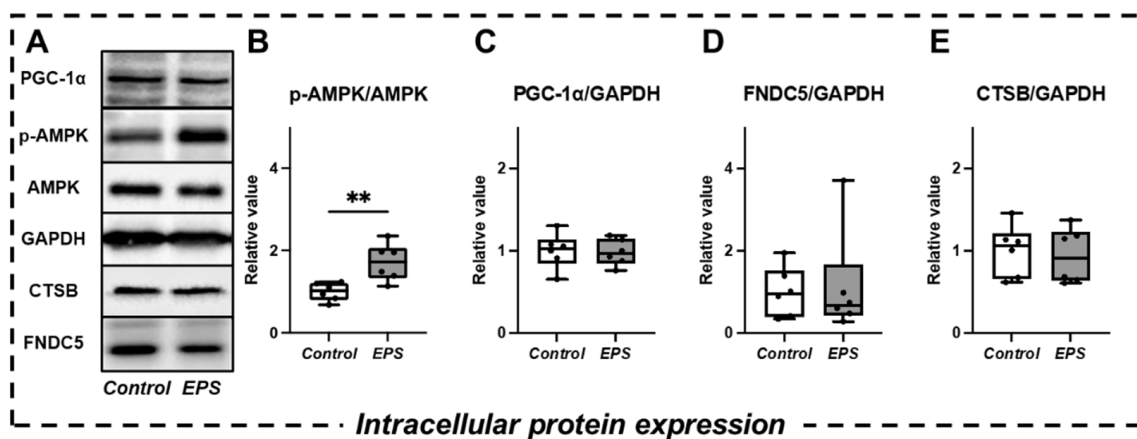 A
PGC-1α
p-AMPK
AMPK
GAPDH
CTSB
FNDC5
Control EPS
B
p-AMPK/AMPK
Relative value
4
2
0
**
Control EPS
C
PGC-1α/GAPDH
Relative value
2
1
0
Control EPS
D
FNDC5/GAPDH
Relative value
4
2
0
Control EPS
E
CTSB/GAPDH
Relative value
2
1
0
Control EPS
Intracellular protein expression